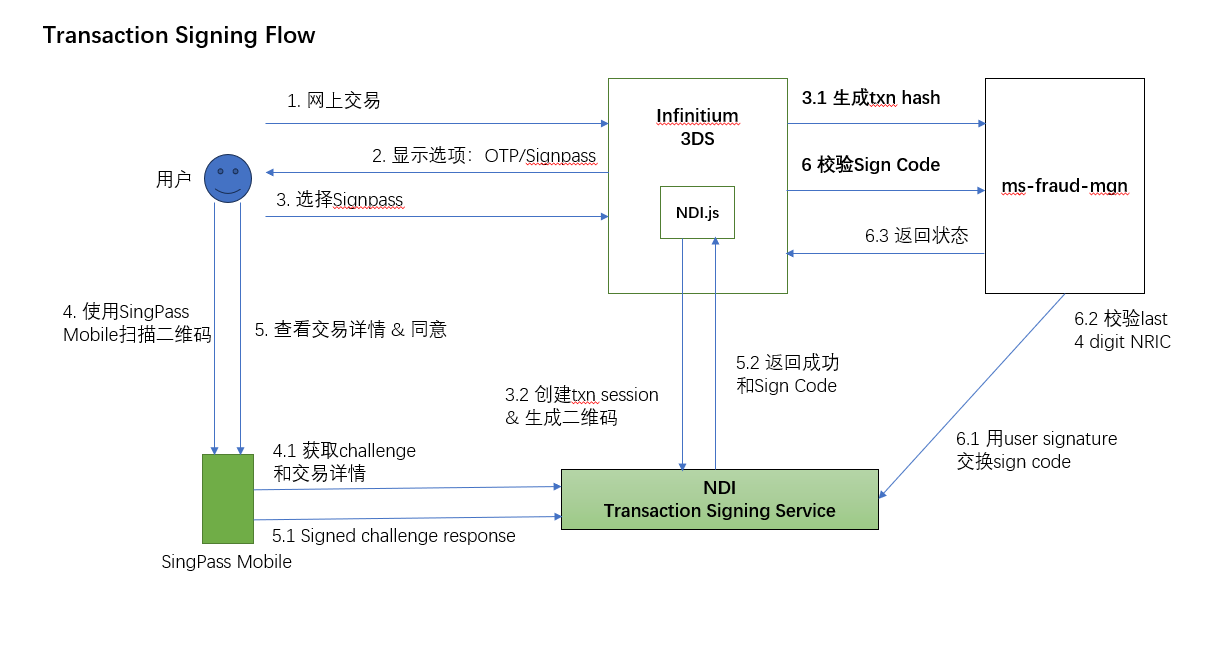 Transaction Signing Flow
1. 网上交易
Infinitium
3DS
3.1 生成txn hash
2. 显示选项：OTP/Signpass
6 校验Sign Code
用户
3. 选择Signpass
NDI.js
ms-fraud-mgn
6.3 返回状态
4. 使用SingPass
Mobile扫描二维码
5. 查看交易详情 & 同意
6.2 校验last
4 digit NRIC
5.2 返回成功
和Sign Code
3.2 创建txn session
& 生成二维码
6.1 用user signature
交换sign code
4.1 获取challenge
和交易详情
NDI
Transaction Signing Service
5.1 Signed challenge response
SingPass Mobile